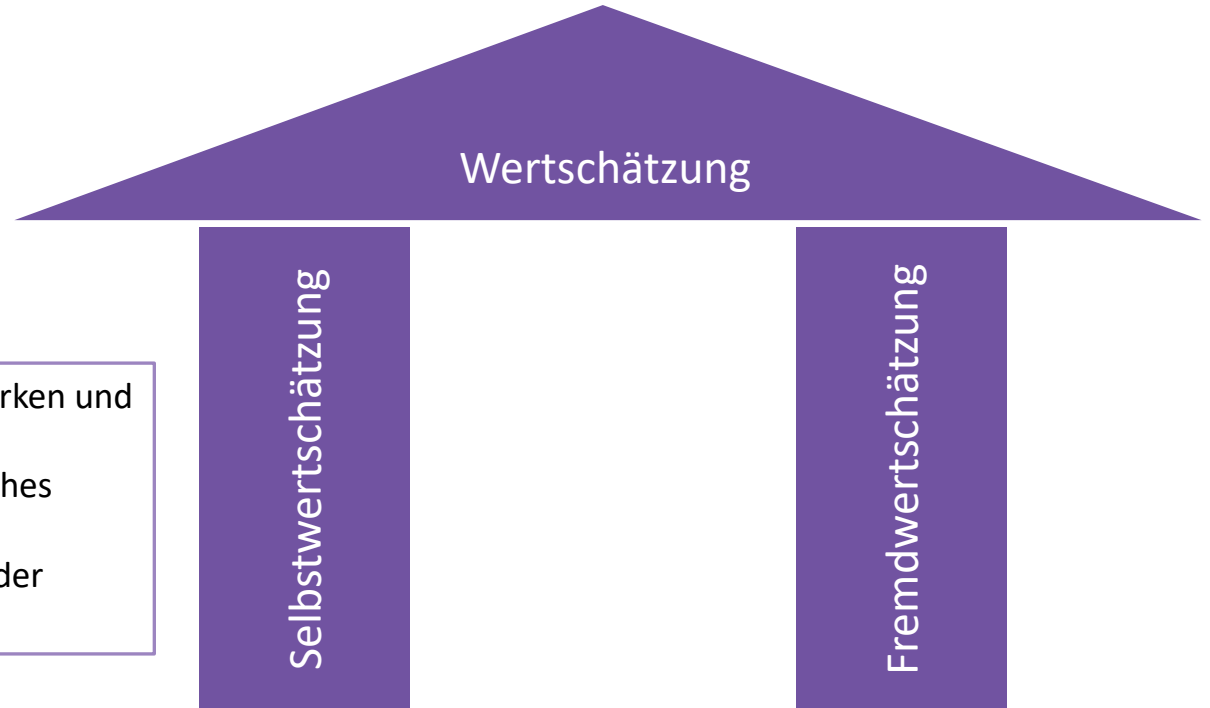 Wertschätzung
rken und
hes
der
Selbstwertschätzung
Fremdwertschätzung